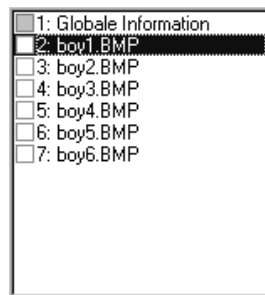 1: Globale Information
2: boy1.BMP
3: boy2.BMP
4: boy3.BMP
5: boy4.BMP
6: boy5.BMP
7: boy6.BMP